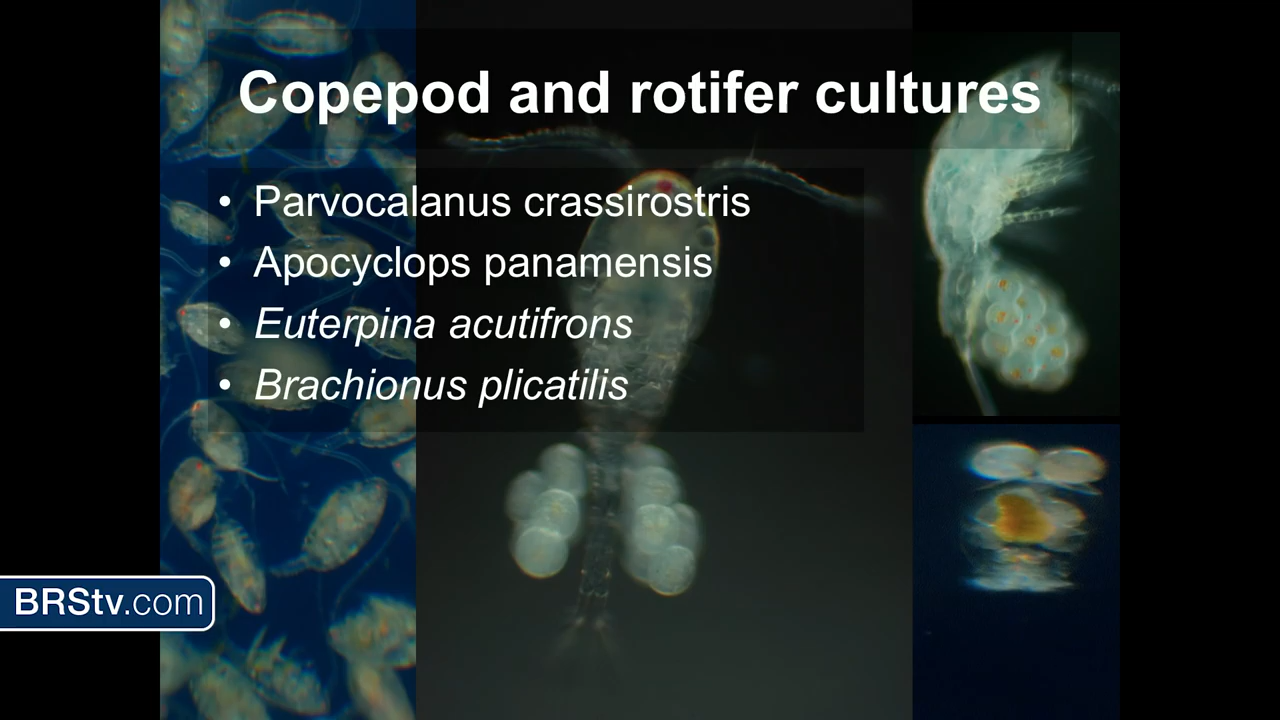 Copepod and rotifer cultures
• Parvocalanus crassirostris
• Apocyclops panamensis
• Euterpina acutifrons
• Brachionus plicatilis
BRStv.com